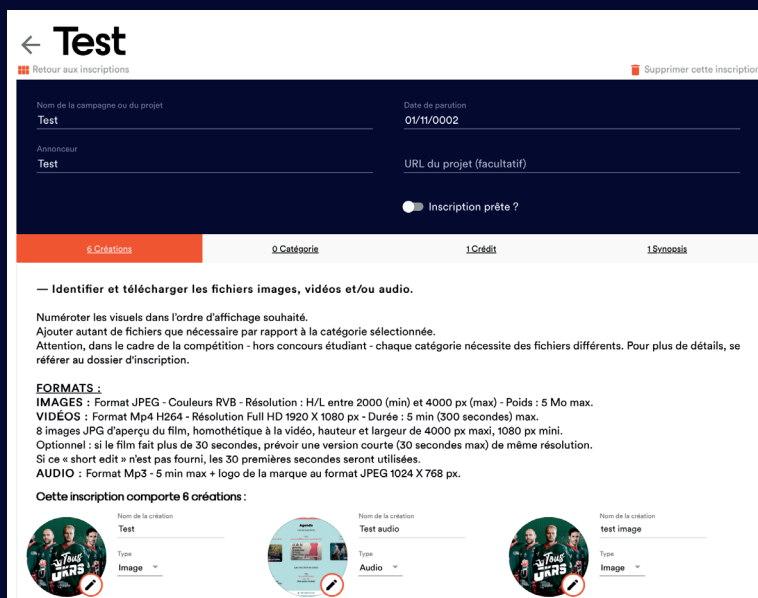 ← Test
Retour aux inscriptions
Supprimer cette inscription
Nom de la campagne ou du projet
Test
Date de parution
01/11/0002
Annonceur
Test
URL du projet (facultatif)
Inscription prête ?
6 Créations
0 Catégorie
1 Crédit
1 Synopsis
— Identifier et télécharger les fichiers images, vidéos et/ou audio.
Numéroter les visuels dans l'ordre d'affichage souhaité.
Ajouter autant de fichiers que nécessaire par rapport à la catégorie sélectionnée.
Attention, dans le cadre de la compétition - hors concours étudiant - chaque catégorie nécessite des fichiers différents. Pour plus de détails, se
référer au dossier d'inscription.
FORMATS :
IMAGES : Format JPEG - Couleurs RVB - Résolution : H/L entre 2000 (min) et 4000 px (max) - Poids : 5 Mo max.
VIDÉOS : Format Mp4 H264 - Résolution Full HD 1920 X 1080 px - Durée : 5 min (300 secondes) max.
8 images JPG d'aperçu du film, homothétique à la vidéo, hauteur et largeur de 4000 px maxi, 1080 px mini.
Optionnel : si le film fait plus de 30 secondes, prévoir une version courte (30 secondes max) de même résolution.
Si ce « short edit » n'est pas fourni, les 30 premières secondes seront utilisées.
AUDIO : Format Mp3 - 5 min max + logo de la marque au format JPEG 1024 X 768 px.
Cette inscription comporte 6 créations :
Nom de la création
Test
Type
Image
Tous
UKRS
Nom de la création
Test audio
Type
Audio
Agenda
Nom de la création
test image
Type
Image
Tous
UKRS